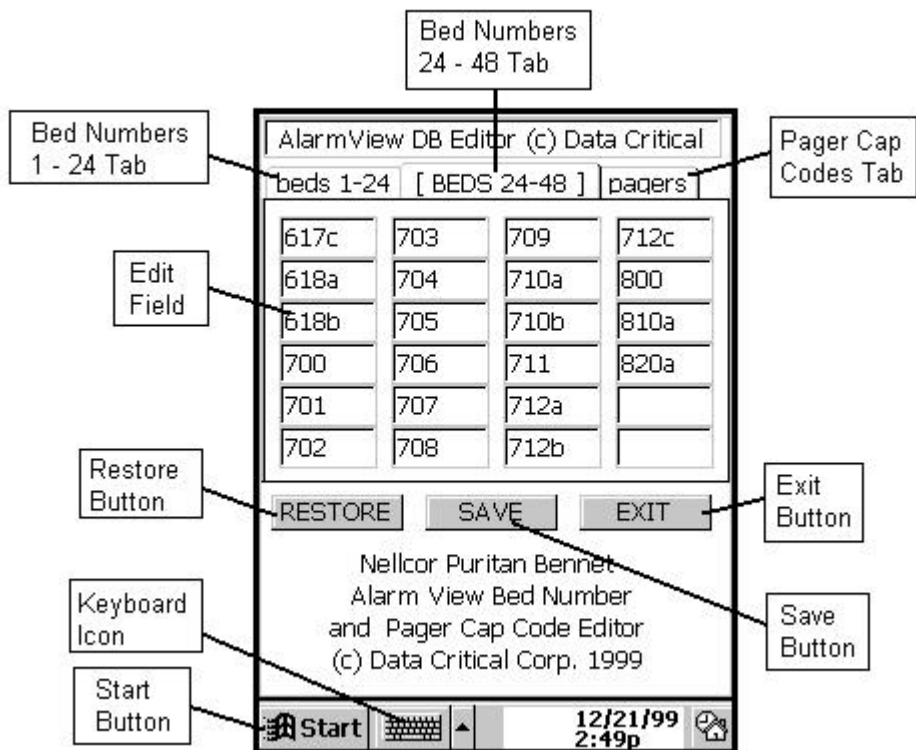 Bed Numbers
24 - 48 Tab
Bed Numbers
1 - 24 Tab
Pager Cap
Codes Tab
AlarmView DB Editor (c) Data Critical
beds 1-24 [ BEDS 24-48 ] pagers
617c 703 709 712c
618a 704 710a 800
618b 705 710b 810a
700 706 711 820a
701 707 712a
702 708 712b
Edit
Field
Restore
Button
RESTORE SAVE EXIT
Exit
Button
Nellcor Puritan Bennet
Alarm View Bed Number
and Pager Cap Code Editor
(c) Data Critical Corp. 1999
Keyboard
Icon
Save
Button
Start
Button
Start
12/21/99
2:49p